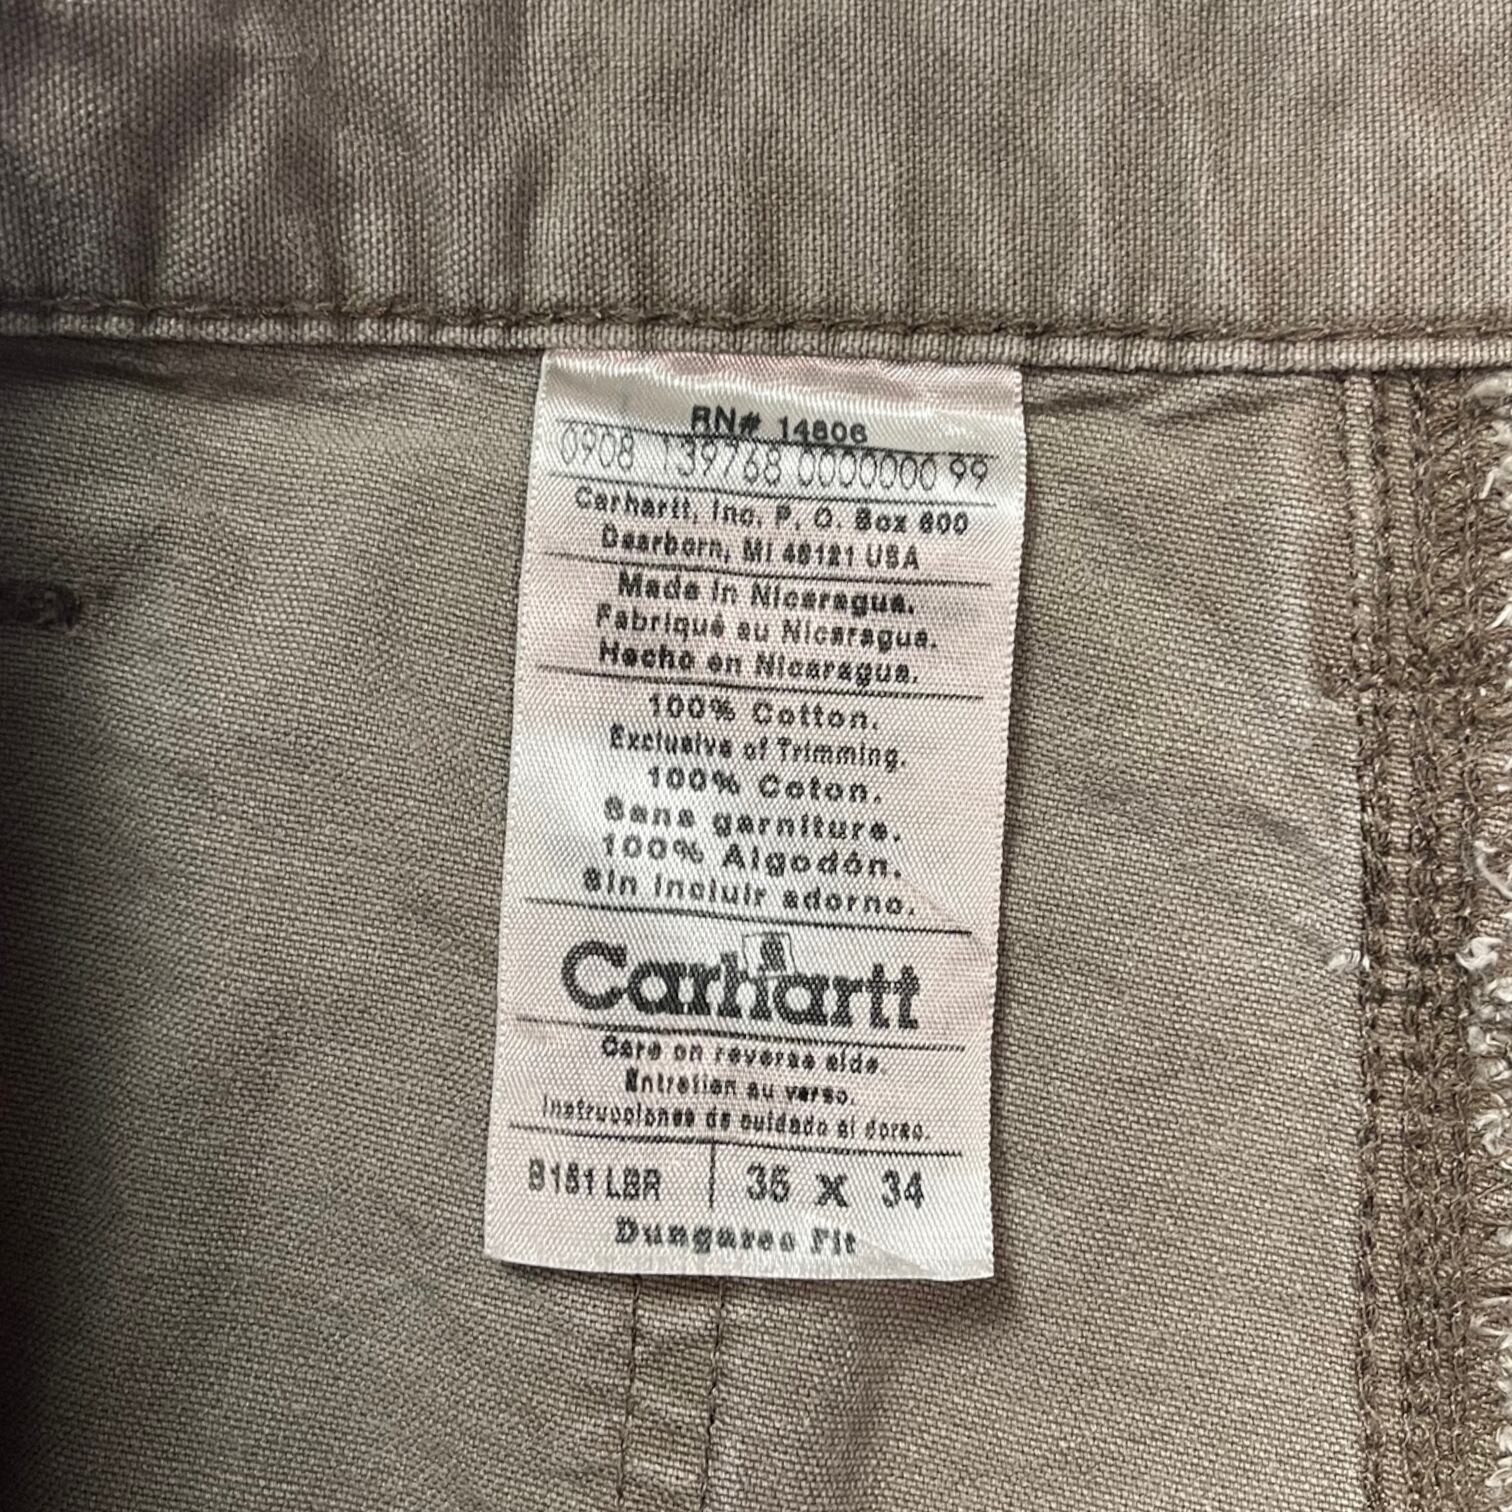 RN# 14806
0908 139768 0000000 99
Carhartt, Inc. P. O. Box 600
Dearborn, MI 48121 USA
Made in Nicaragua.
Fabriqué au Nicaragua.
Hecho en Nicaragua.
100% Cotton.
Exclusive of Trimming.
100% Coton.
Sans garniture.
100% Algodón.
Sin incluir adorno.
Carhartt
Care on reverse side.
Entretien au verso.
Instrucciones de cuidado al dorso.
B151 LBR | 36 x 34
Dungaree Fit